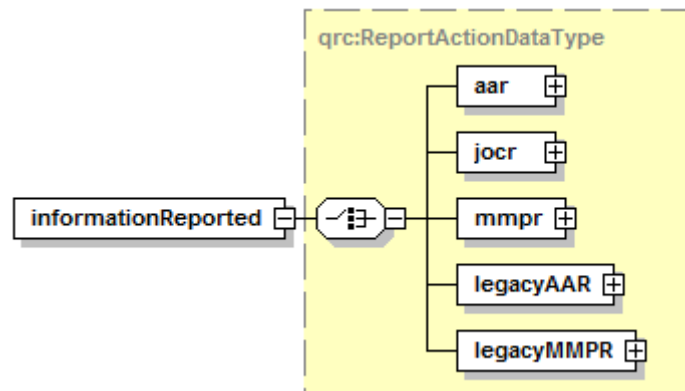 qrc:ReportActionDataType
aar
jocr
informationReported
mmpr
legacyAAR
legacyMMPR